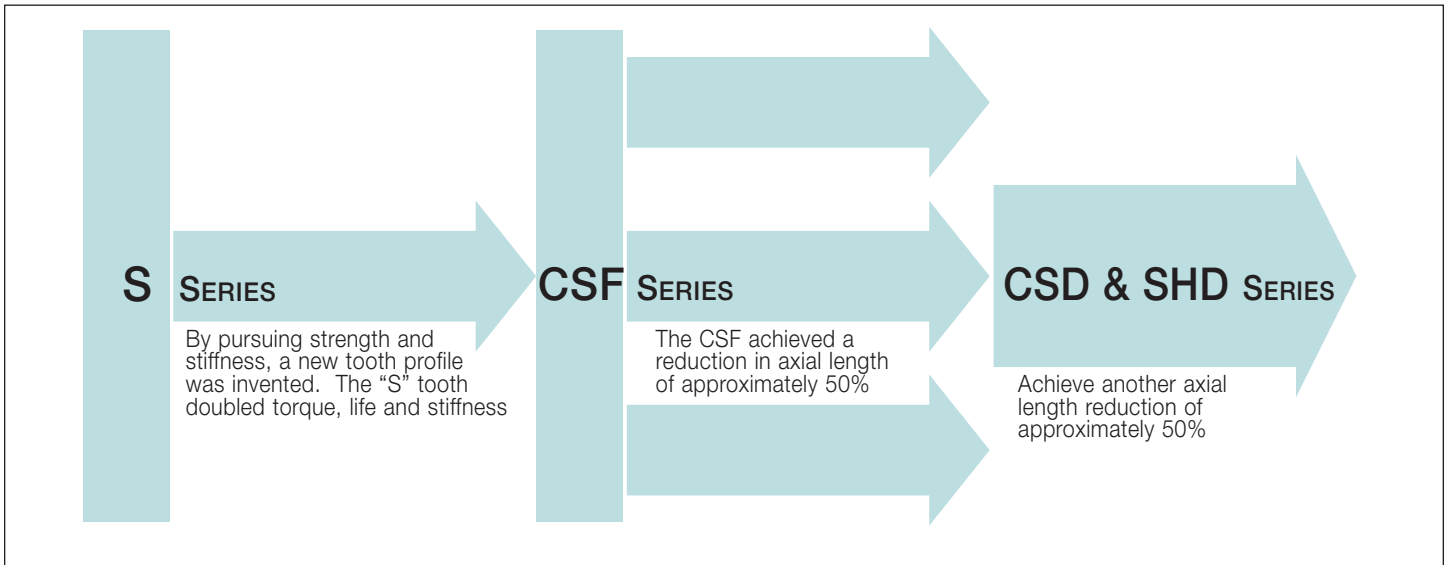 S SERIES
By pursuing strength and
stiffness, a new tooth profile
was invented. The “S” tooth
doubled torque, life and stiffness
CSF SERIES
The CSF achieved a
reduction in axial length
of approximately 50%
CSD & SHD SERIES
Achieve another axial
length reduction of
approximately 50%